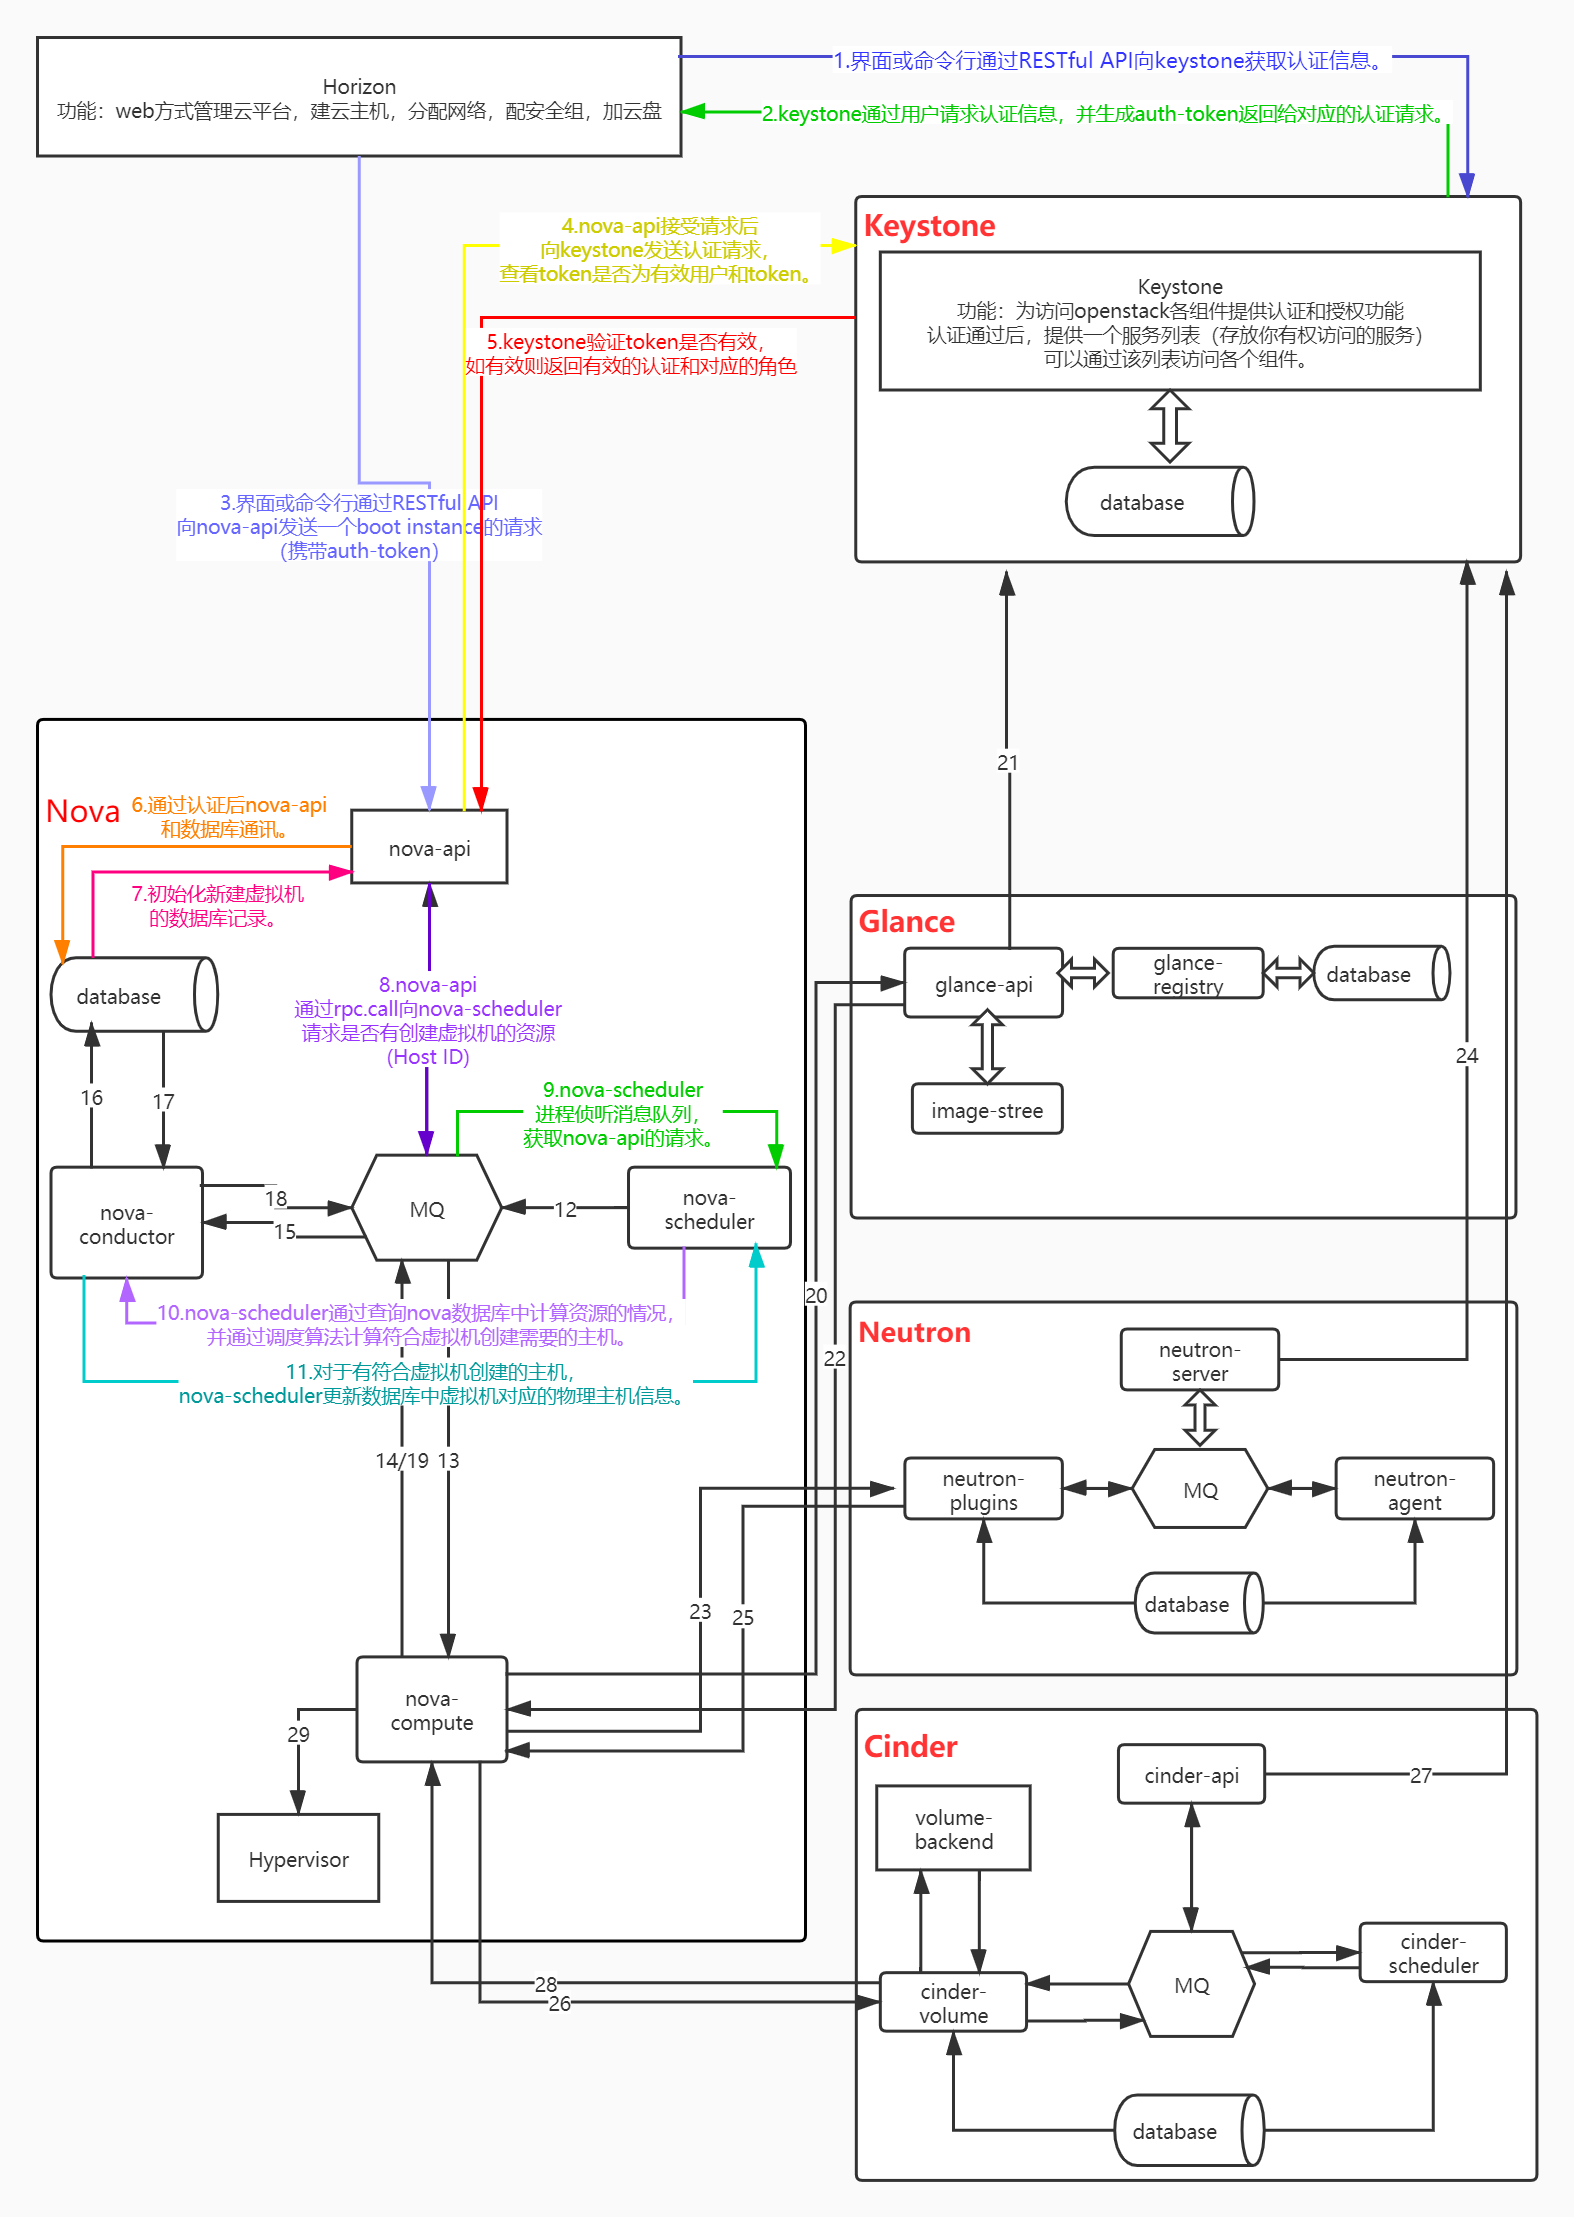 Horizon
功能：web方式管理云平台，建云主机，分配网络，配安全组，加云盘
1.界面或命令行通过RESTful API向keystone获取认证信息。
2.keystone通过用户请求认证信息，并生成auth-token返回给对应的认证请求。
Keystone
4.nova-api接受请求后
向keystone发送认证请求，
查看token是否为有效用户和token。
Keystone
功能：为访问openstack各组件提供认证和授权功能
认证通过后，提供一个服务列表（存放你有权访问的服务）
可以通过该列表访问各个组件。
5.keystone验证token是否有效，
如有效则返回有效的认证和对应的角色
database
3.界面或命令行通过RESTful API
向nova-api发送一个boot instance的请求
（携带auth-token）
21
Nova
6.通过认证后nova-api
和数据库通讯。
nova-api
7.初始化新建虚拟机
的数据库记录。
Glance
glance-api
glance-
registry
database
image-stree
database
8.nova-api
通过rpc.call向nova-scheduler
请求是否有创建虚拟机的资源
(Host ID)
24
16
17
9.nova-scheduler
进程侦听消息队列，
获取nova-api的请求。
nova-
conductor
18
15
MQ
12
nova-
scheduler
20
10.nova-scheduler通过查询nova数据库中计算资源的情况，
并通过调度算法计算符合虚拟机创建需要的主机。
22
11.对于有符合虚拟机创建的主机，
nova-scheduler更新数据库中虚拟机对应的物理主机信息。
Neutron
neutron-
server
14/19
13
neutron-
plugins
MQ
neutron-
agent
23
25
database
nova-
compute
29
Hypervisor
Cinder
cinder-api
27
volume-
backend
cinder-
scheduler
28
26
cinder-
volume
MQ
database